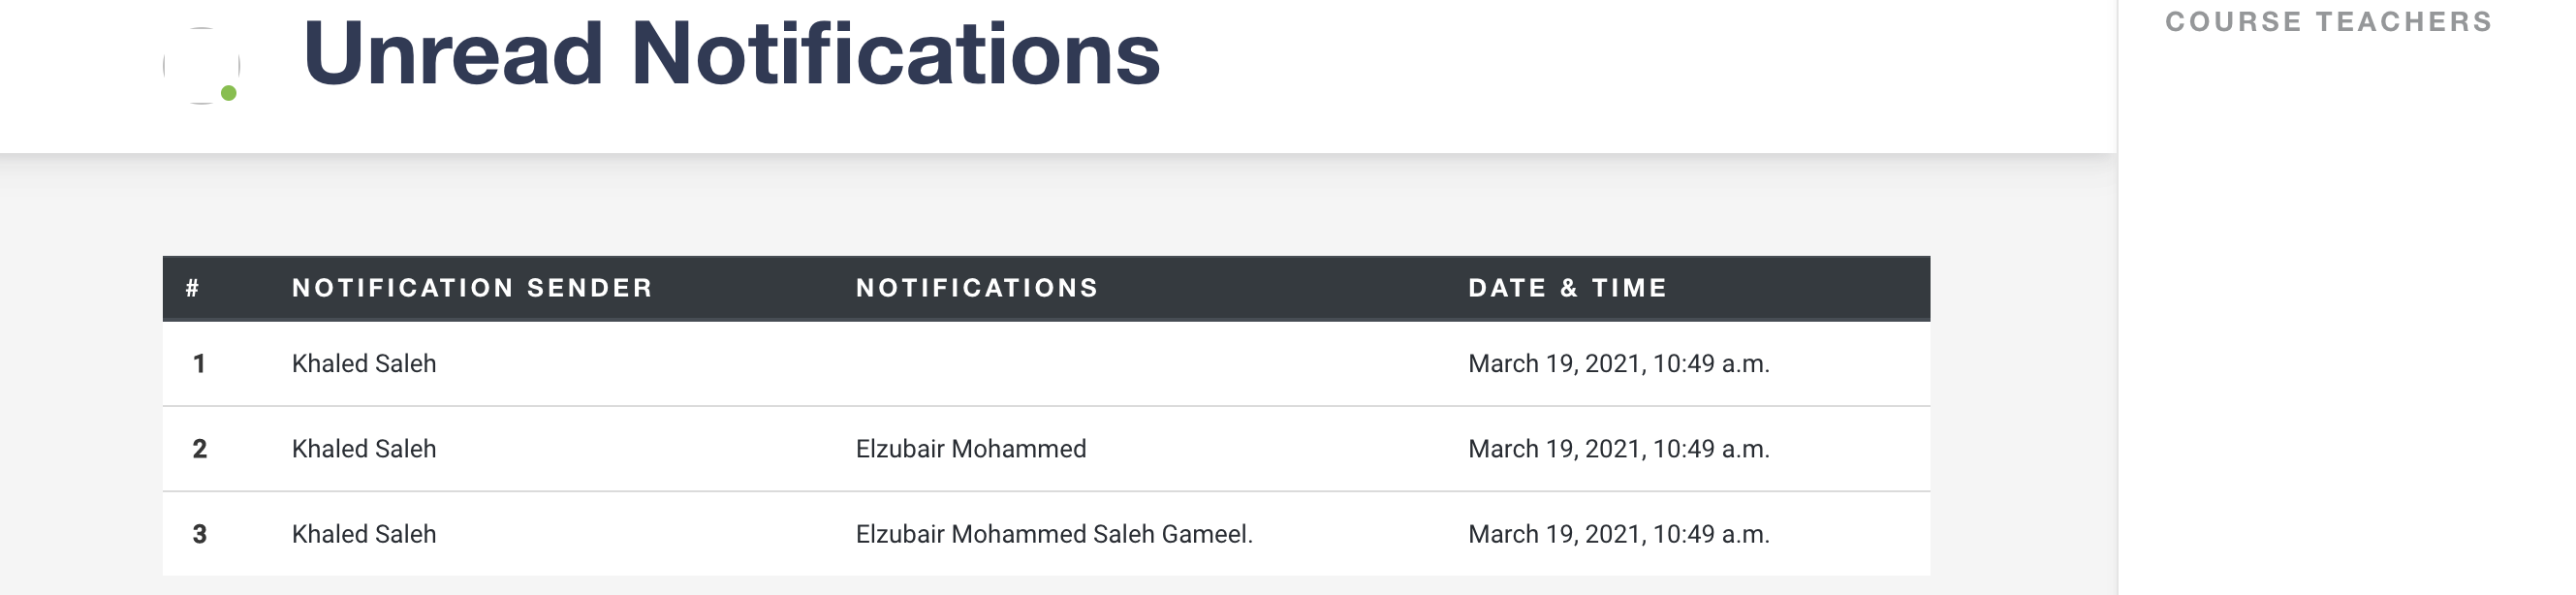 Unread Notifications
COURSE TEACHERS
# NOTIFICATION SENDER NOTIFICATIONS DATE & TIME
1 Khaled Saleh March 19, 2021, 10:49 a.m.
2 Khaled Saleh Elzubair Mohammed March 19, 2021, 10:49 a.m.
3 Khaled Saleh Elzubair Mohammed Saleh Gameel. March 19, 2021, 10:49 a.m.